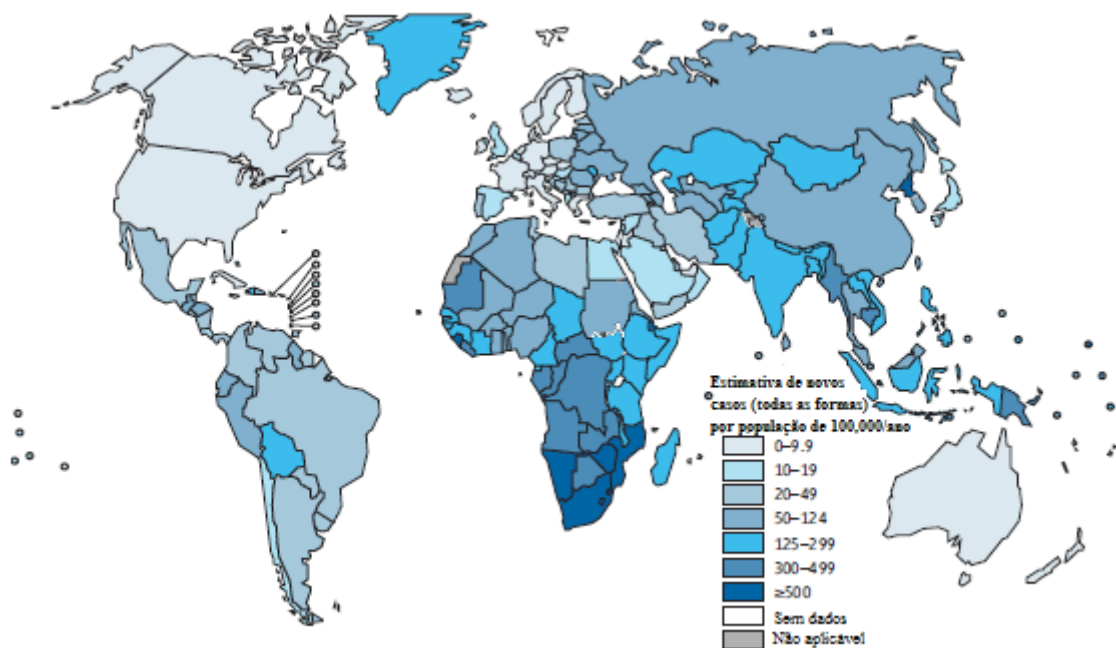 Estimativa de novos
casos (todas as formas)
por população de 100,000/ano
0–9.9
10–19
20–49
50–124
125–299
300–499
≥500
Sem dados
Não aplicável